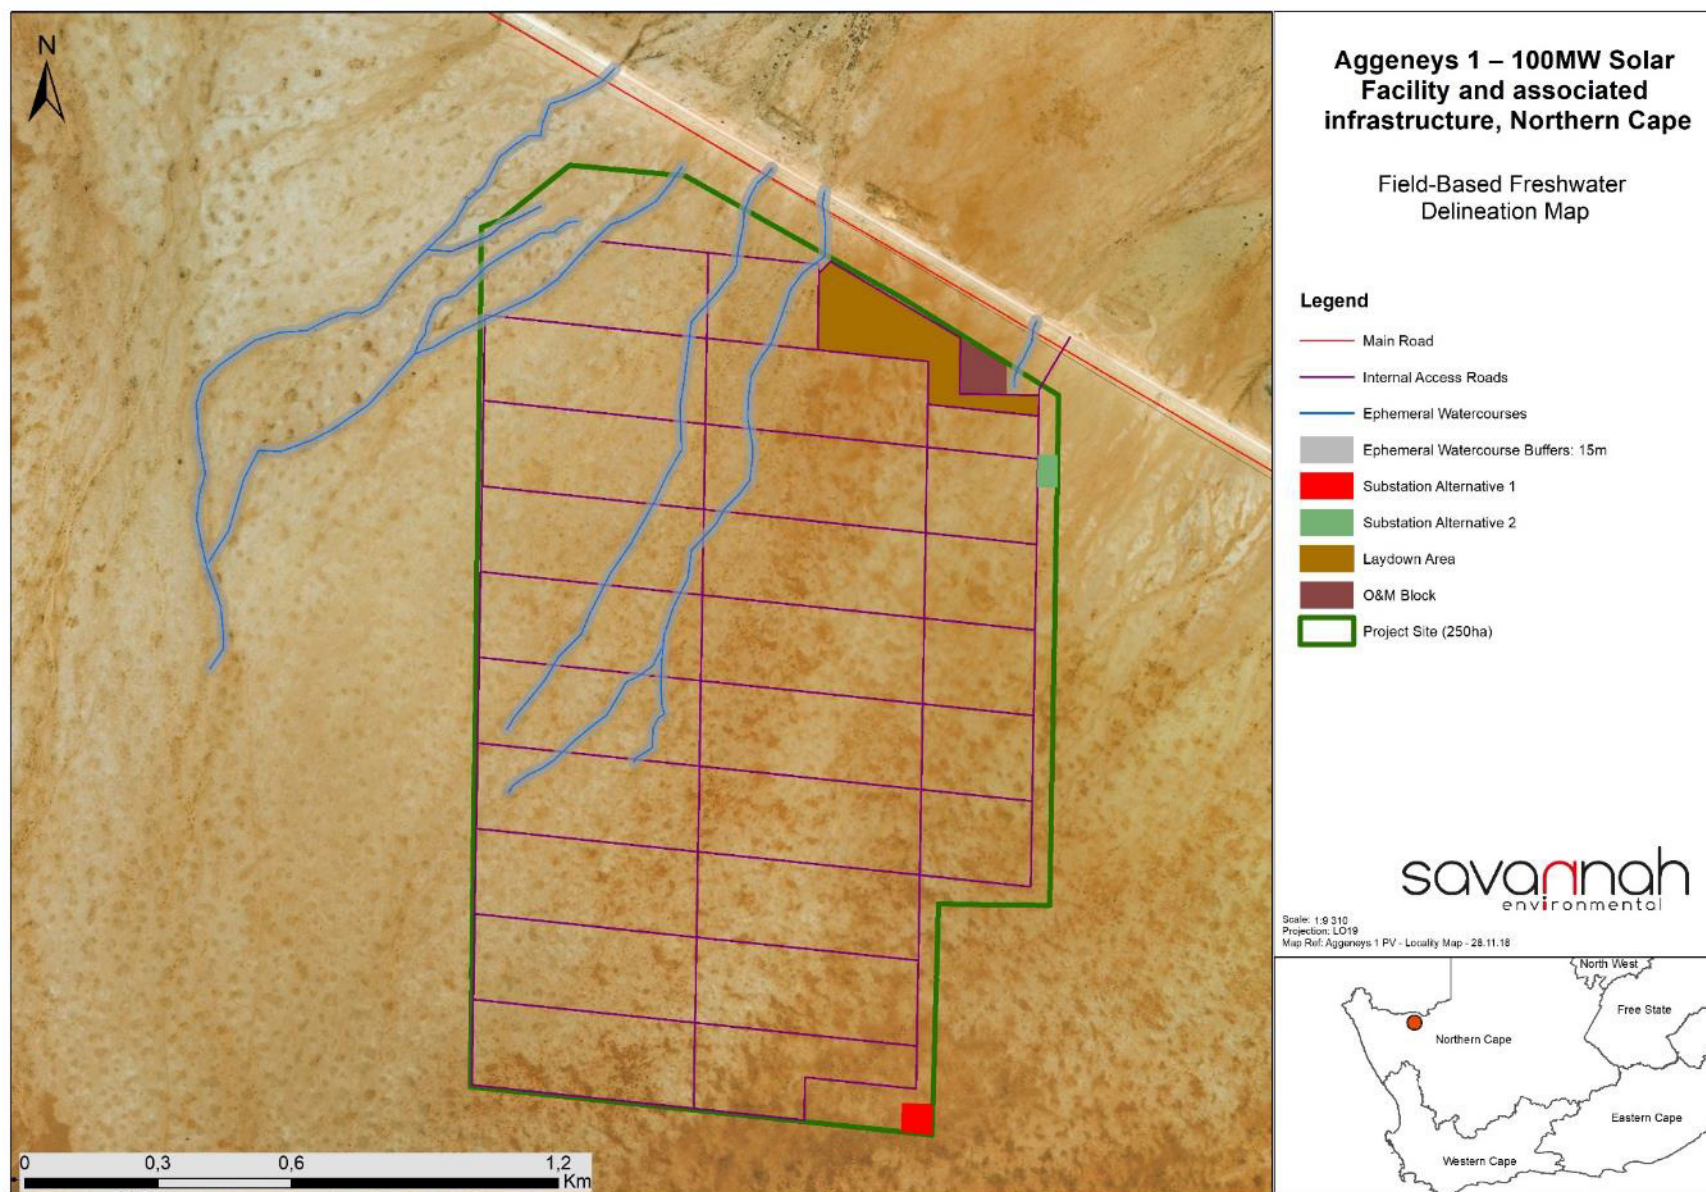 N
Aggeneys 1 – 100MW Solar
Facility and associated
infrastructure, Northern Cape
Field-Based Freshwater
Delineation Map
Legend
Main Road
Internal Access Roads
Ephemeral Watercourses
Ephemeral Watercourse Buffers: 15m
Substation Alternative 1
Substation Alternative 2
Laydown Area
O&M Block
Project Site (250ha)
savannah
environmental
Scale: 1:9 310
Projection: LO19
Map Ref: Aggeneys 1 PV - Locality Map - 28.11.18
North West
Free State
Northern Cape
Eastern Cape
Western Cape
0 0,3 0,6 1,2
Km